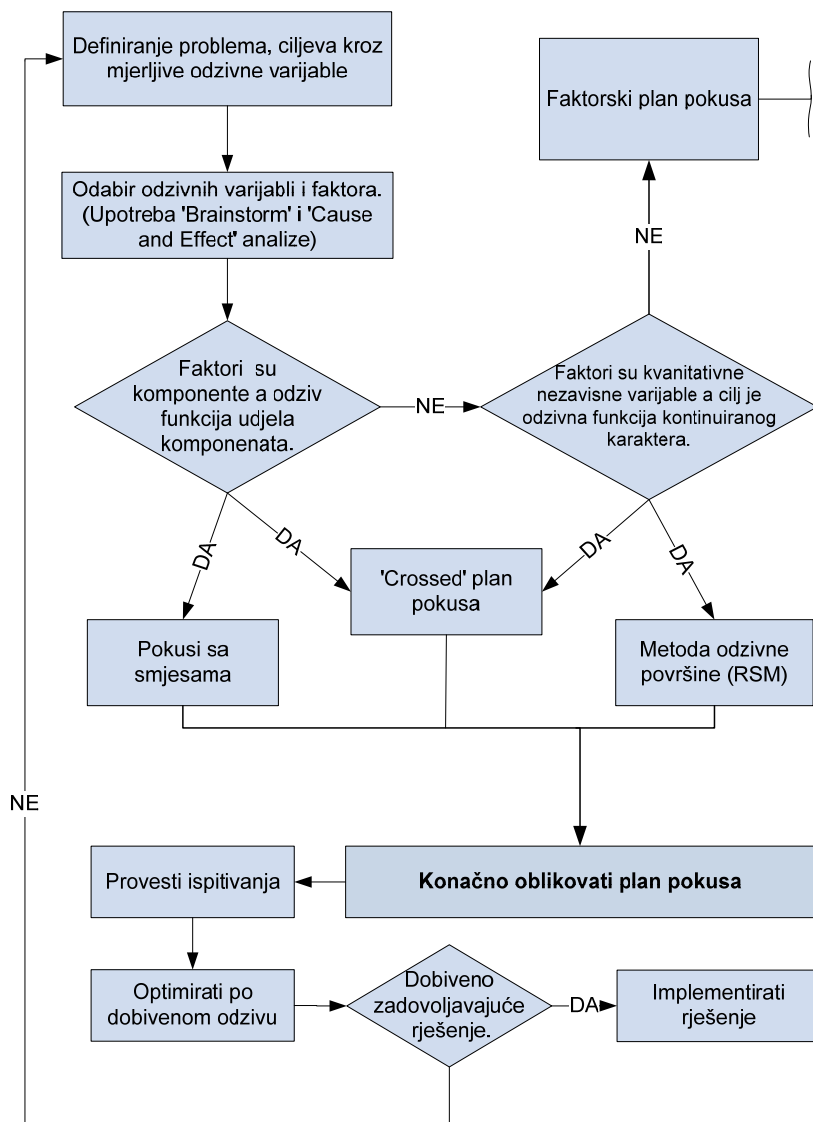 Definiranje problema, ciljeva kroz
mjerljive odzivne varijable
Faktorski plan pokusa
Odabir odzivnih varijabli i faktora.
(Upotreba 'Brainstorm' i 'Cause
and Effect' analize)
NE
Faktori su
komponente a odziv
funkcija udjela
komponenata.
NE
Faktori su kvanitativne
nezavisne varijable a cilj je
odzivna funkcija kontinuiranog
karaktera.
DA
DA
DA
DA
'Crossed' plan
pokusa
Pokusi sa
smjesama
Metoda odzivne
površine (RSM)
NE
Provesti ispitivanja
Konačno oblikovati plan pokusa
Optimirati po
dobivenom odzivu
Dobiveno
zadovoljavajuće
rješenje.
DA
Implementirati
rješenje